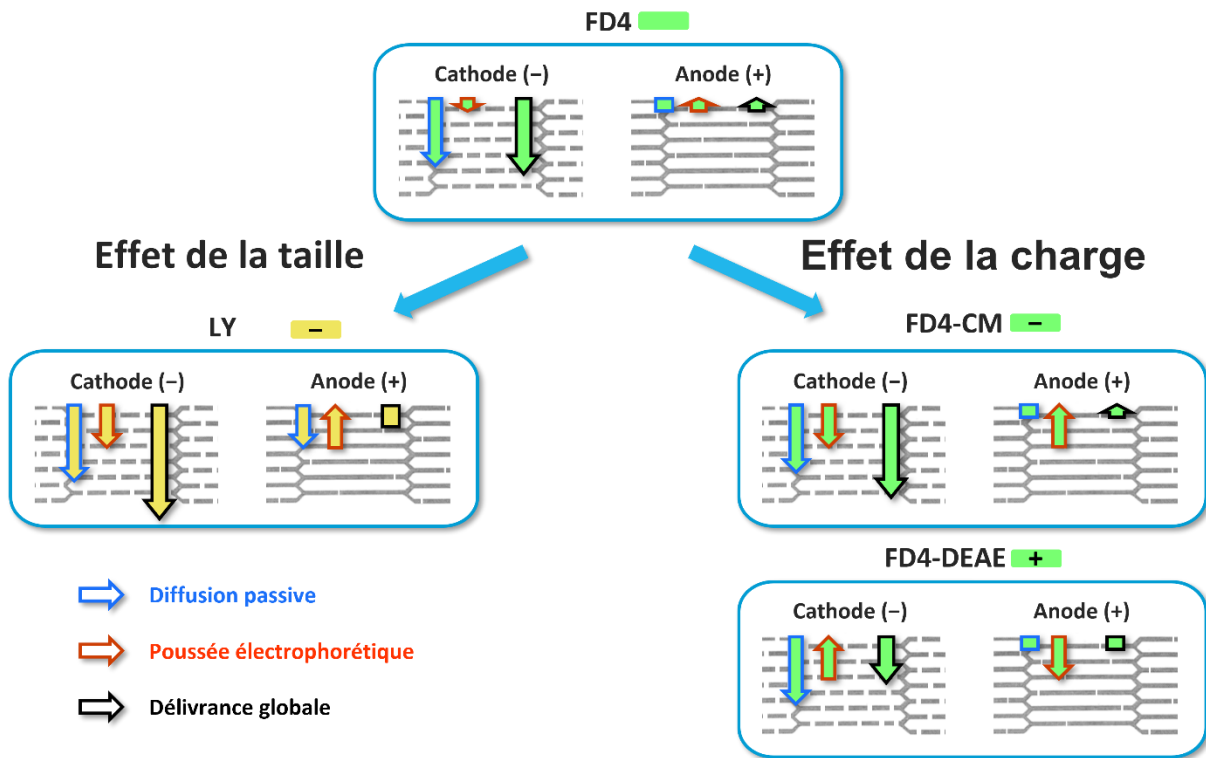 FD4
Cathode (−) Anode (+)
Effet de la taille
Effet de la charge
LY −
Cathode (−) Anode (+)
FD4-CM −
Cathode (−) Anode (+)
FD4-DEAE +
Cathode (−) Anode (+)
Diffusion passive
Poussée électrophorétique
Délivrance globale